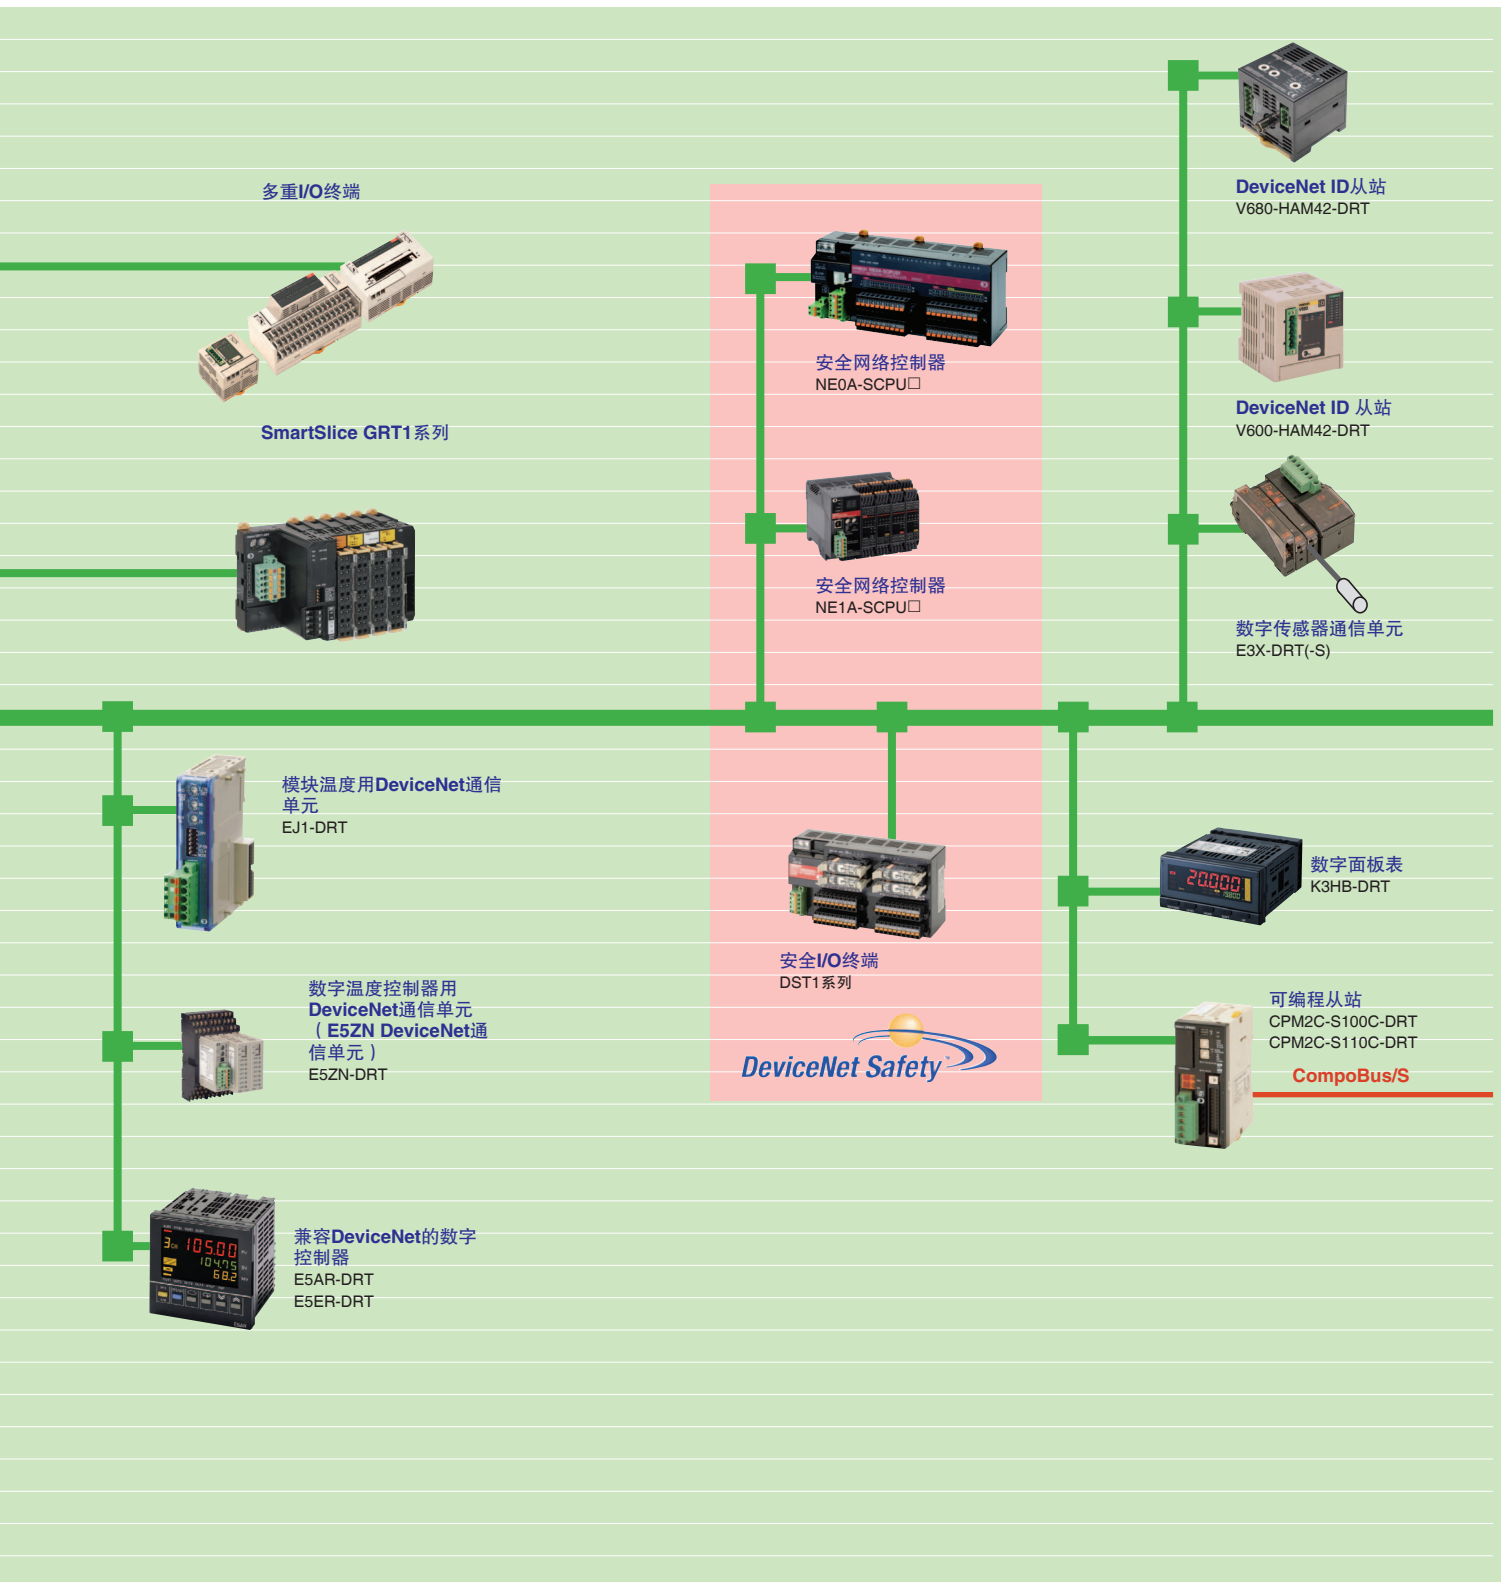 多重I/O终端
SmartSlice GRT1系列
安全网络控制器
NE0A-SCPU□
安全网络控制器
NE1A-SCPU□
DeviceNet ID从站
V680-HAM42-DRT
DeviceNet ID 从站
V600-HAM42-DRT
数字传感器通信单元
E3X-DRT(-S)
模块温度用DeviceNet通信
单元
EJ1-DRT
数字温度控制器用
DeviceNet通信单元
（E5ZN DeviceNet通
信单元）
E5ZN-DRT
兼容DeviceNet的数字
控制器
E5AR-DRT
E5ER-DRT
安全I/O终端
DST1系列
DeviceNet Safety
数字面板表
K3HB-DRT
20.000
可编程从站
CPM2C-S100C-DRT
CPM2C-S110C-DRT
CompoBus/S
105.00
104.75
68.2